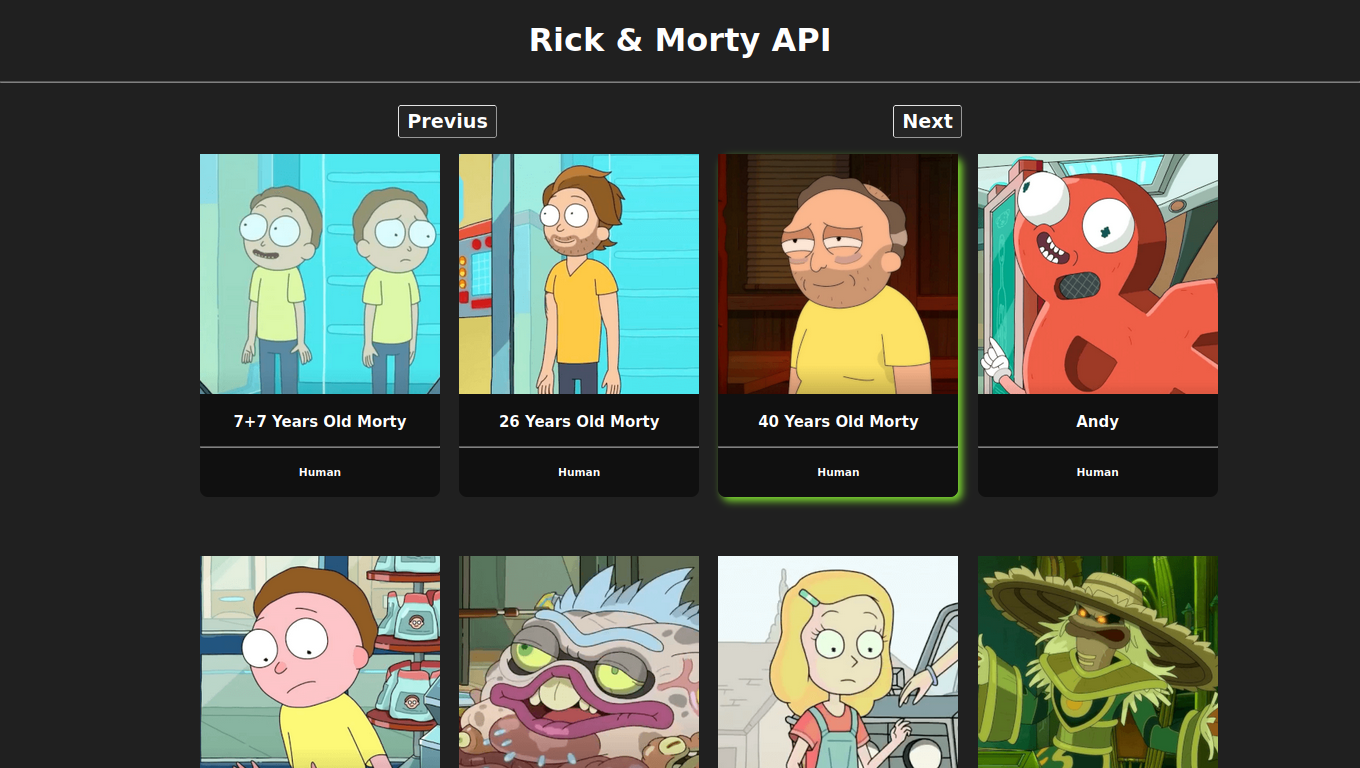 Rick & Morty API
Previus
Next
7+7 Years Old Morty
26 Years Old Morty
40 Years Old Morty
Andy
Human
Human
Human
Human